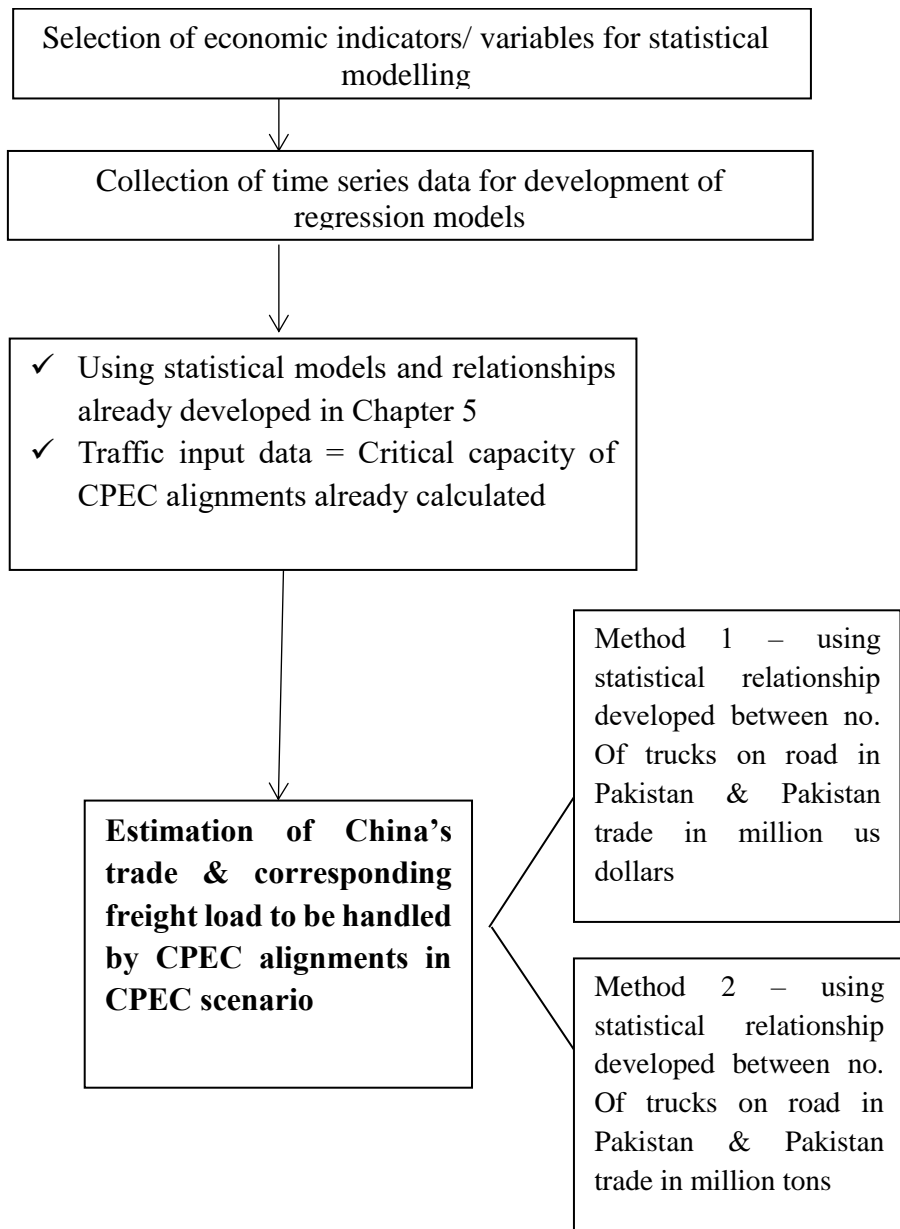 Selection of economic indicators/ variables for statistical
modelling
Collection of time series data for development of
regression models
✓ Using statistical models and relationships
already developed in Chapter 5
✓ Traffic input data = Critical capacity of
CPEC alignments already calculated
Estimation of China's
trade & corresponding
freight load to be handled
by CPEC alignments in
CPEC scenario
Method 1 – using
statistical relationship
developed between no.
Of trucks on road in
Pakistan & Pakistan
trade in million us
dollars
Method 2 – using
statistical relationship
developed between no.
Of trucks on road in
Pakistan & Pakistan
trade in million tons